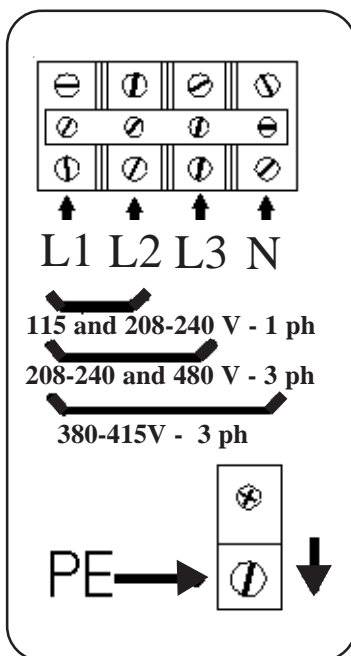 L1 L2 L3 N
115 and 208-240 V - 1 ph
208-240 and 480 V - 3 ph
380-415V - 3 ph
PE